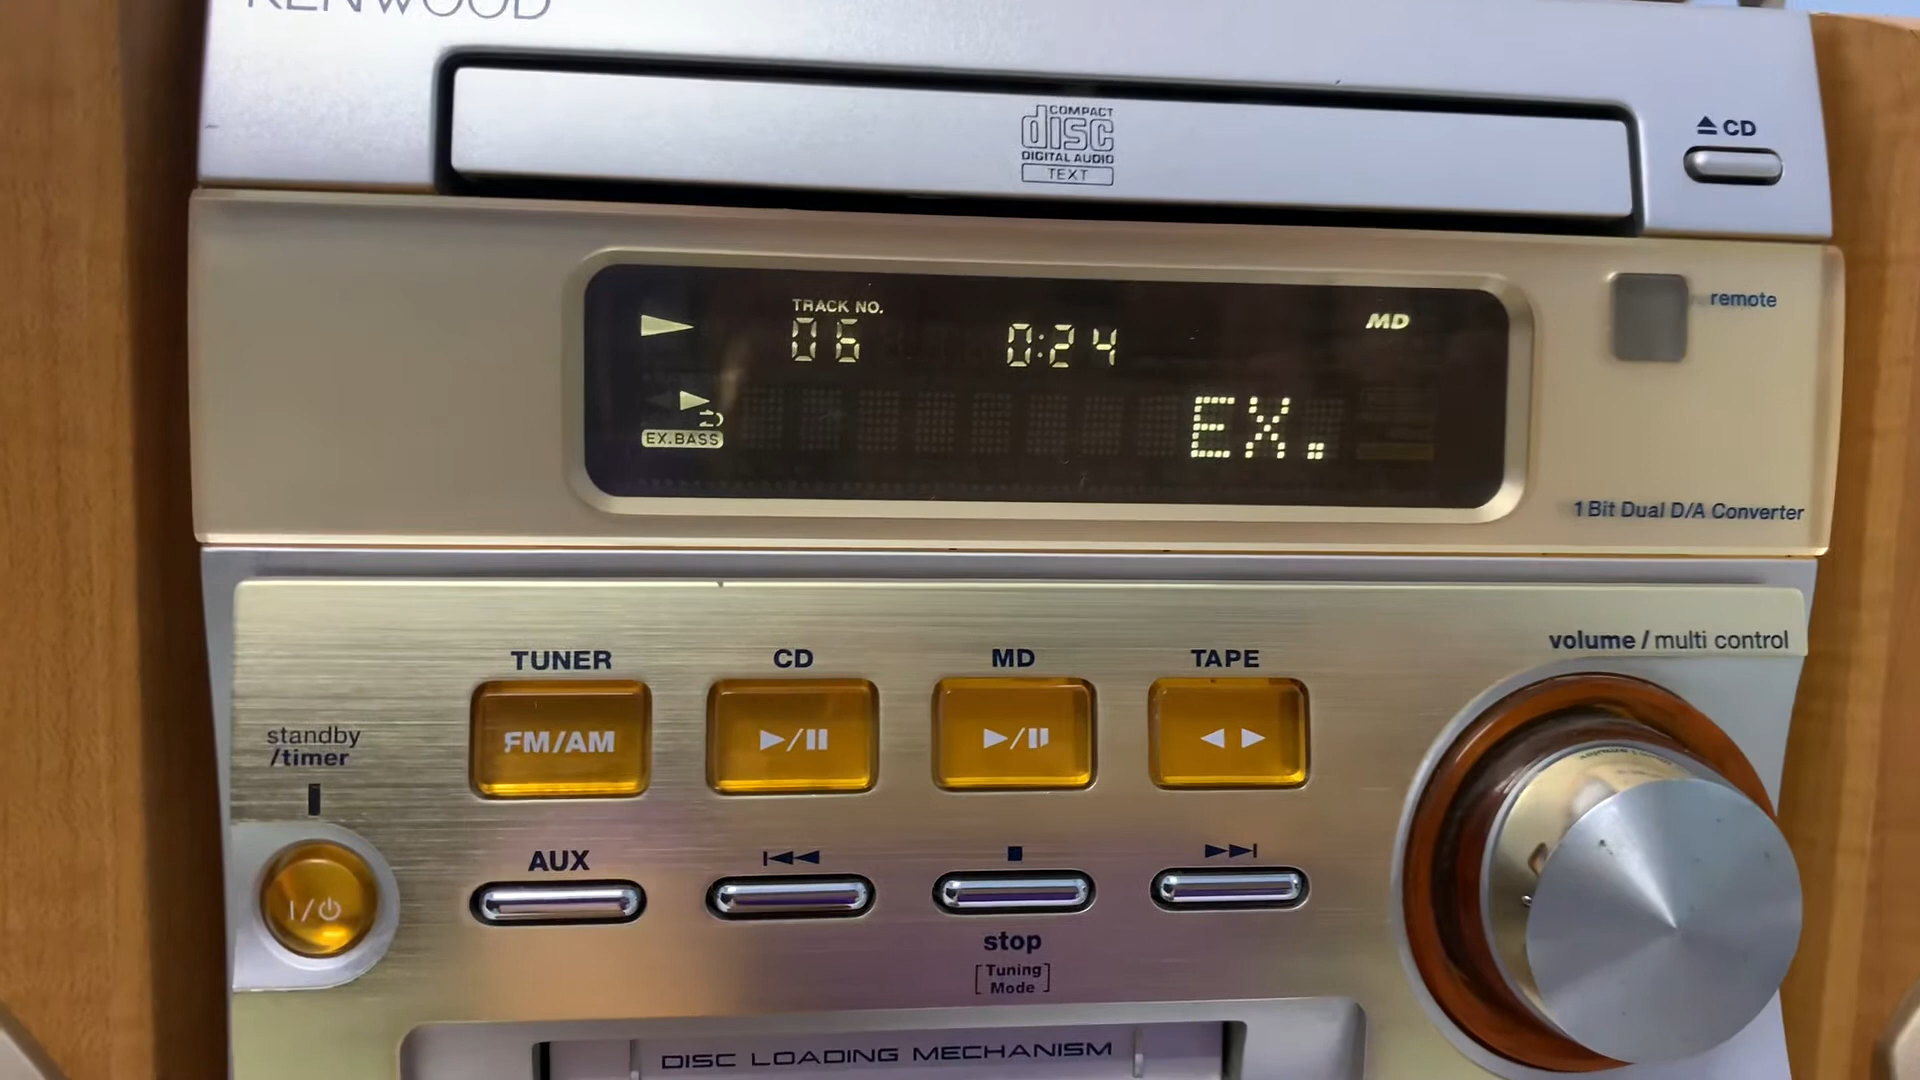 KENWOOD
COMPACT
disc
DIGITAL AUDIO
TEXT
CD
remote
TRACK NO.
06 0:24
MD
EX.BASS
EX.
1 Bit Dual D/A Converter
volume / multi control
TUNER
CD
MD
TAPE
FM/AM
standby
/timer
AUX
stop
[Tuning
Mode]
DISC LOADING MECHANISM